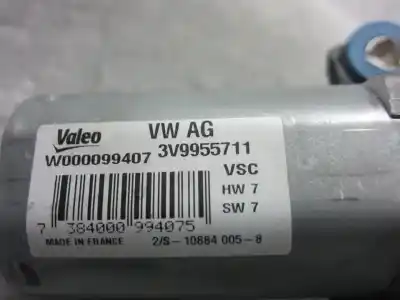 Valeo VW AG
W000099407 3V9955711
VSC
HW 7
SW 7
7 384000 994075
MADE IN FRANCE 2/S-10684 005-8